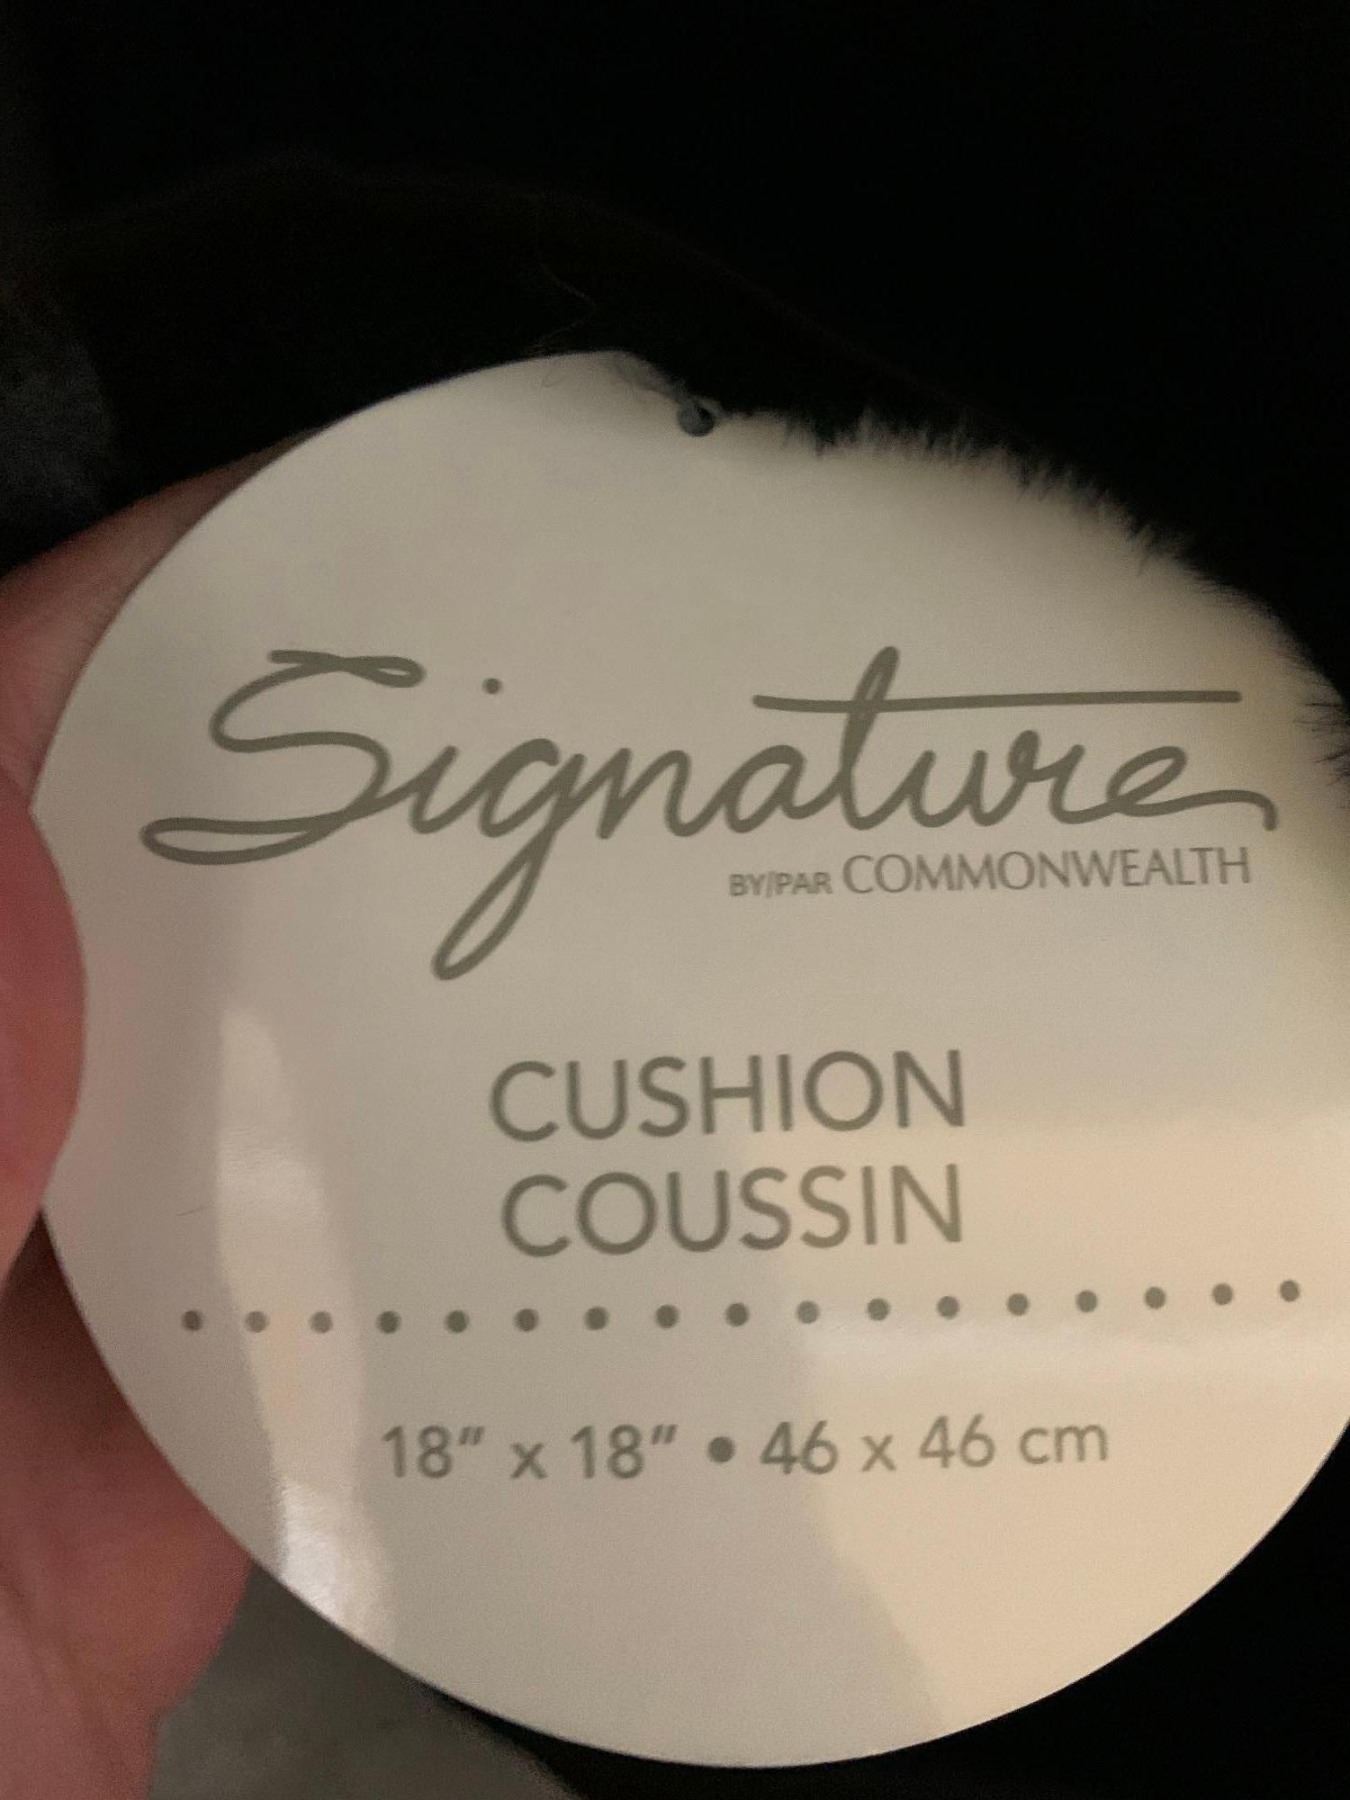 Signature
BY/PAR COMMONWEALTH
CUSHION
COUSSIN
18" x 18" • 46 x 46 cm